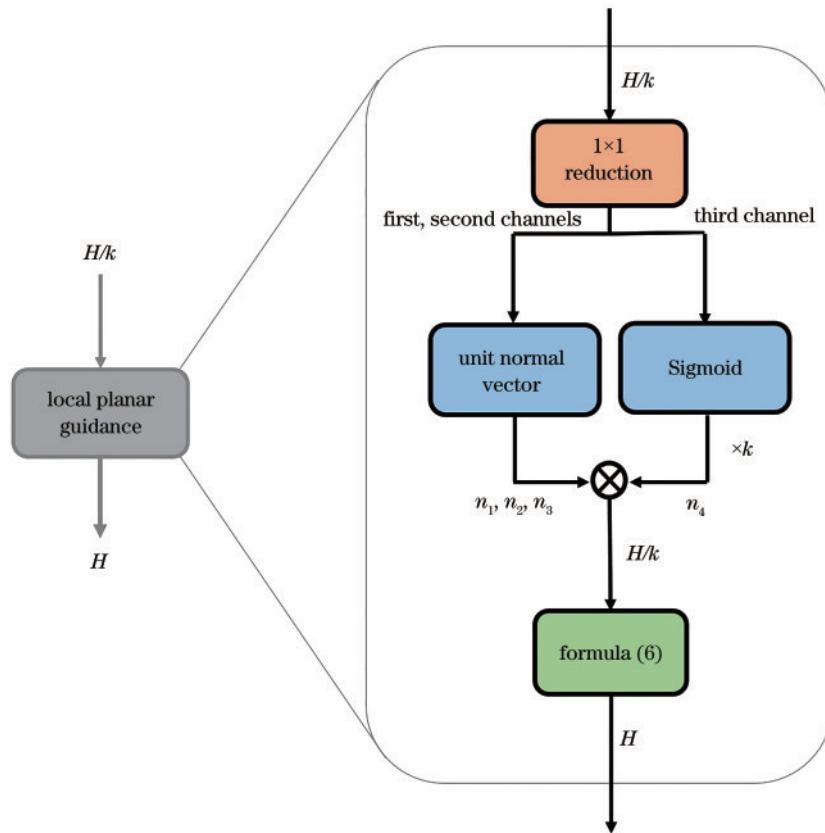 H/k
local planar
guidance
H
H/k
1×1
reduction
first, second channels
third channel
unit normal
vector
Sigmoid
×k
n₁, n₂, n₃
n₄
H/k
formula (6)
H